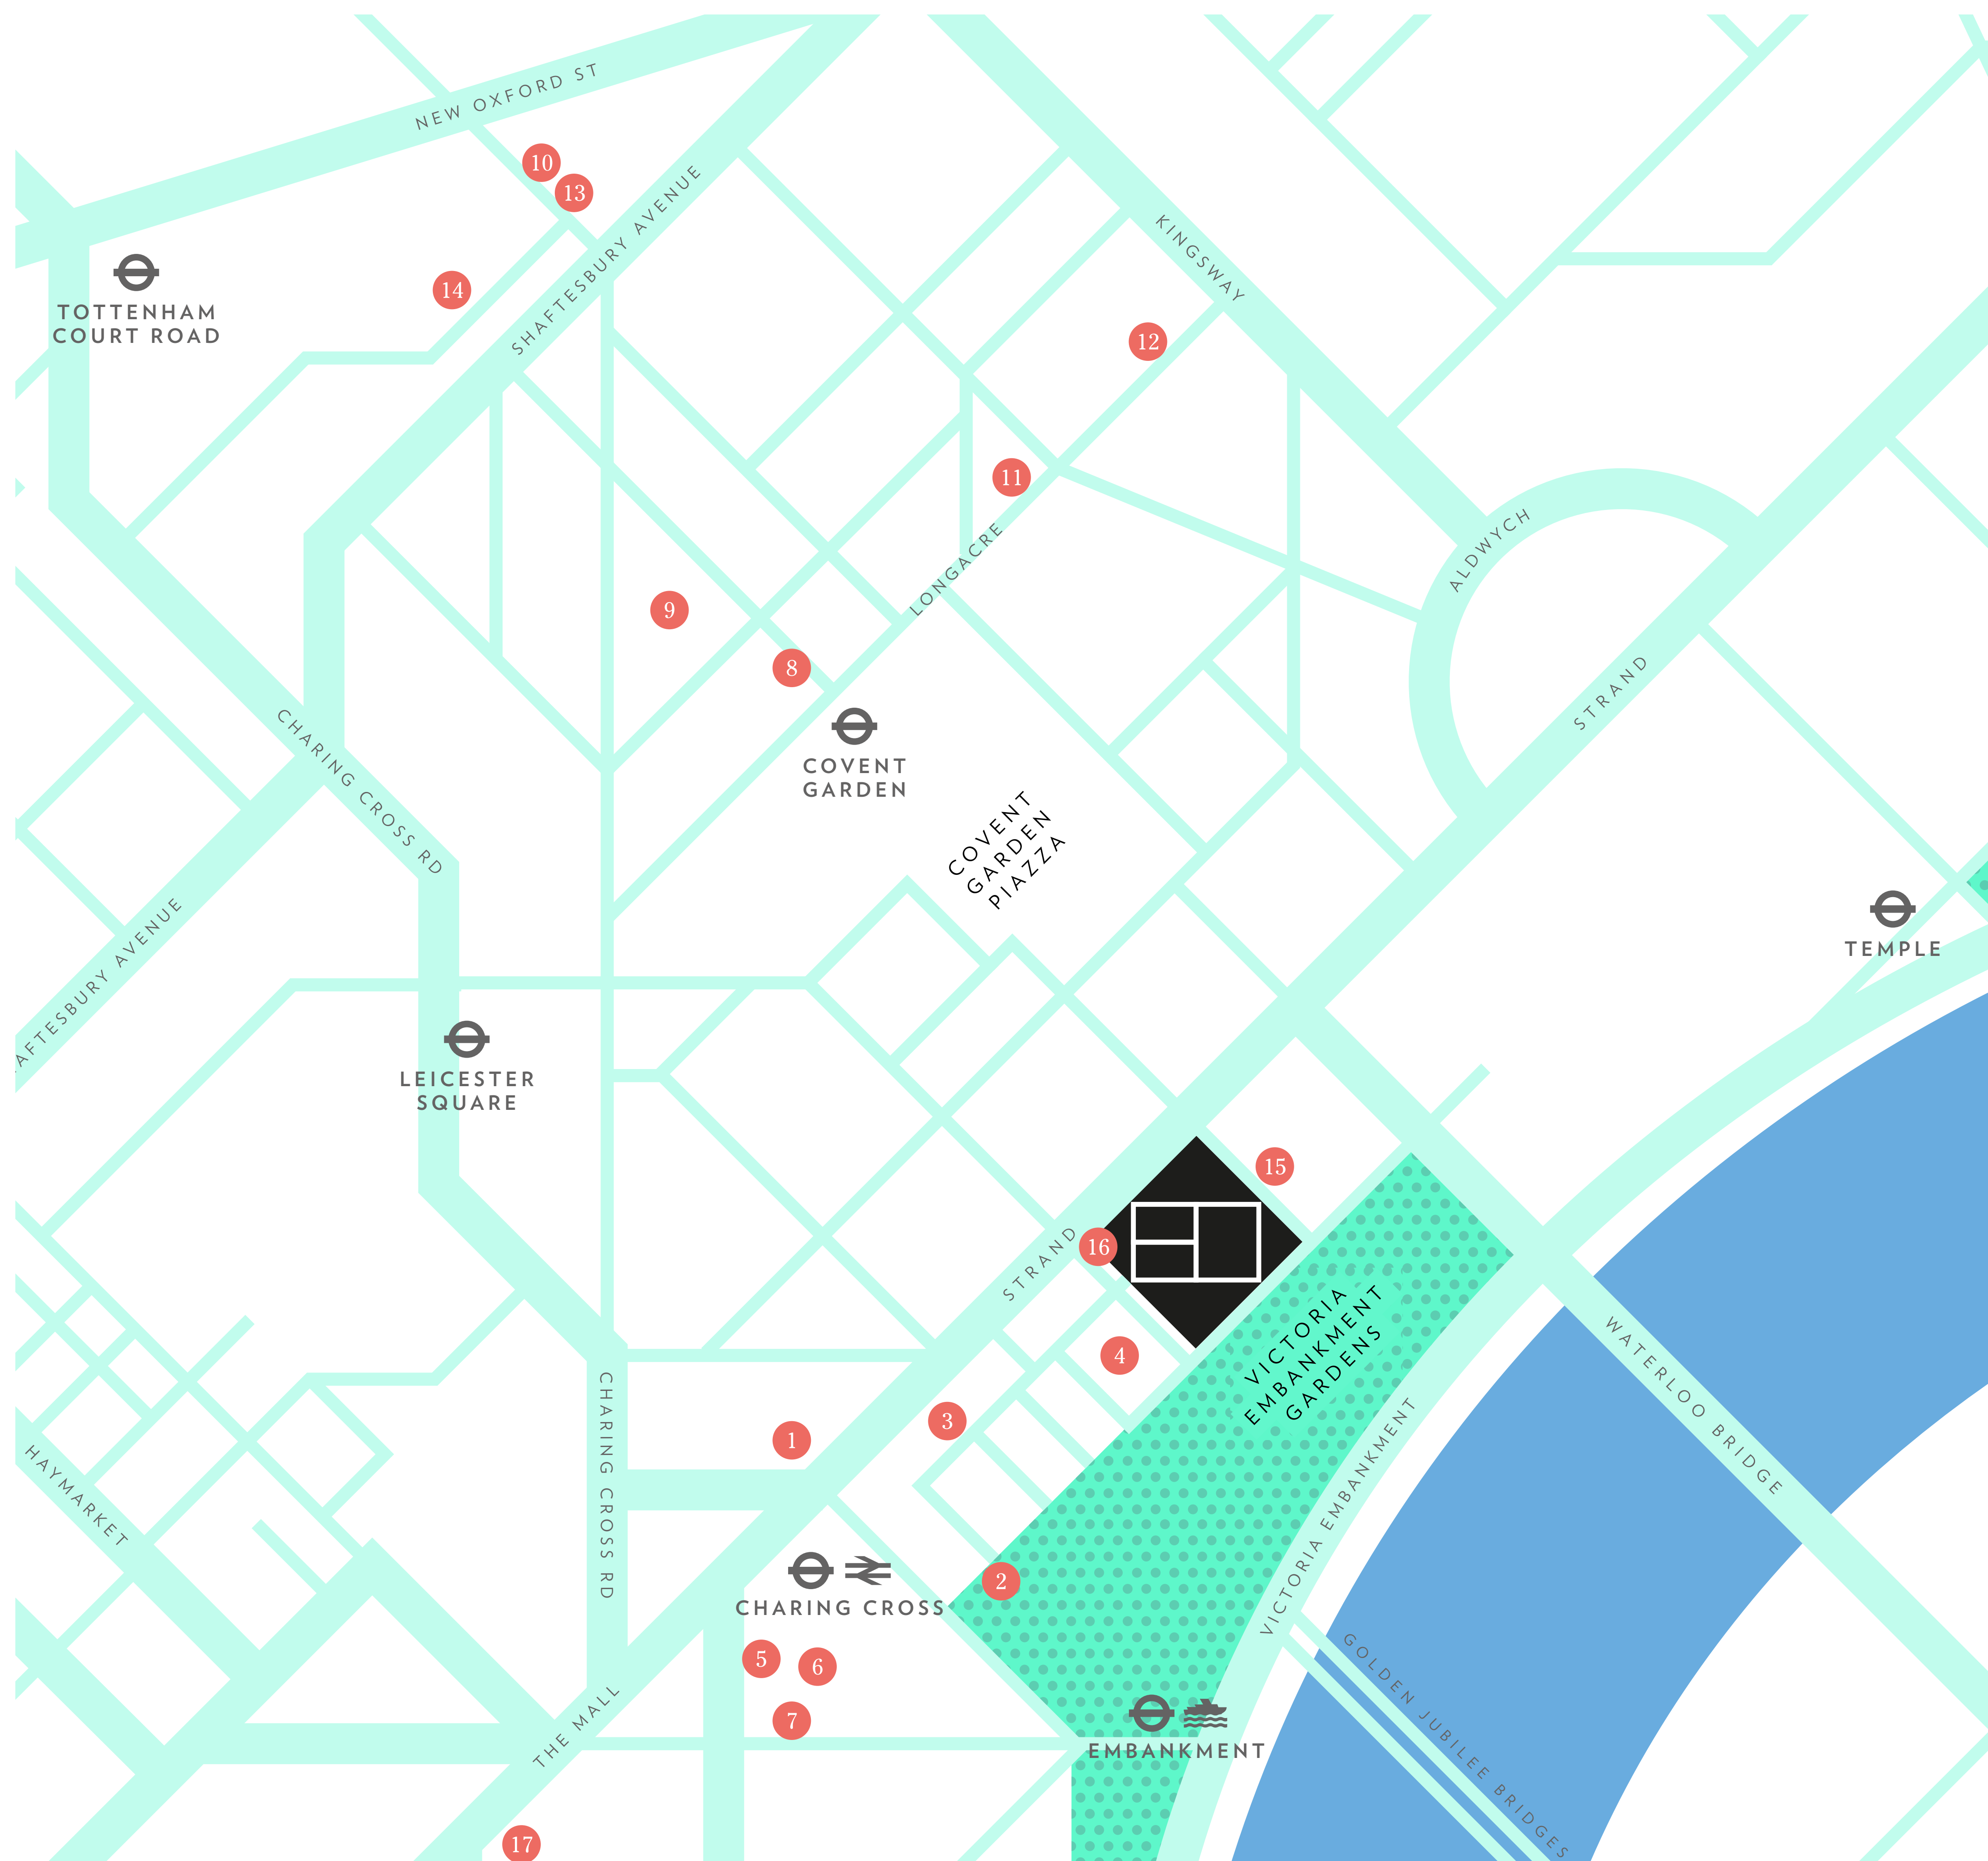 NEW OXFORD ST
10
13
SHAFTESBURY AVENUE
KINGSWAY
14
TOTTENHAM
COURT ROAD
12
11
LONGACRE
ALDWYCH
9
8
STRAND
CHARING CROSS RD
COVENT
GARDEN
COVENT
GARDEN
PIAZZA
AFTESBURY AVENUE
TEMPLE
LEICESTER
SQUARE
15
16
STRAND
VICTORIA
EMBANKMENT
GARDENS
WATERLOO BRIDGE
4
3
1
CHARING CROSS RD
HAYMARKET
VICTORIA EMBANKMENT
2
CHARING CROSS
5
6
7
GOLDEN JUBILEE BRIDGES
THE MALL
EMBANKMENT
17